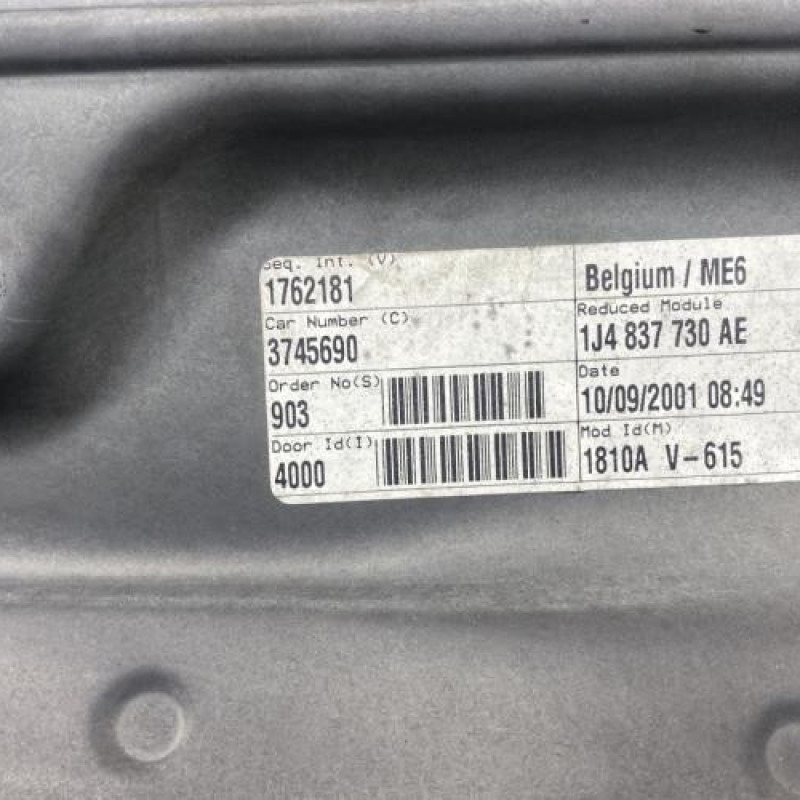 Seq. Int. (V)
1762181
Car Number (C)
3745690
Order No(S)
903
Door Id(I)
4000
Belgium / ME6
Reduced Module
1J4 837 730 AE
Date
10/09/2001 08:49
Mod Id(M)
1810A V-615